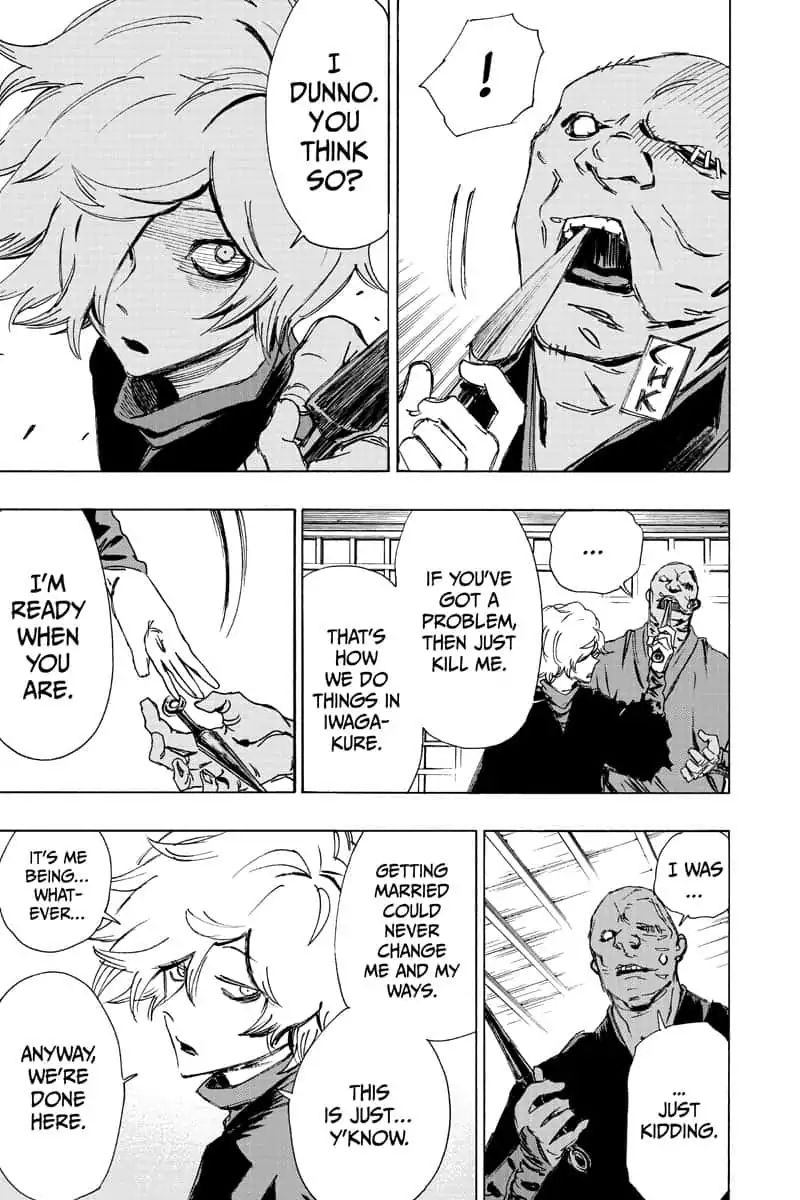 !
CHK
I
DUNNO.
YOU
THINK
SO?
...
IF YOU'VE
GOT A
PROBLEM,
THEN JUST
KILL ME.
THAT'S
HOW
WE DO
THINGS IN
IWAGA-
KURE.
I'M
READY
WHEN
YOU
ARE.
I WAS
...
...
JUST
KIDDING.
GETTING
MARRIED
COULD
NEVER
CHANGE
ME AND MY
WAYS.
THIS
IS JUST...
Y'KNOW.
IT'S ME
BEING...
WHAT-
EVER...
ANYWAY,
WE'RE
DONE
HERE.